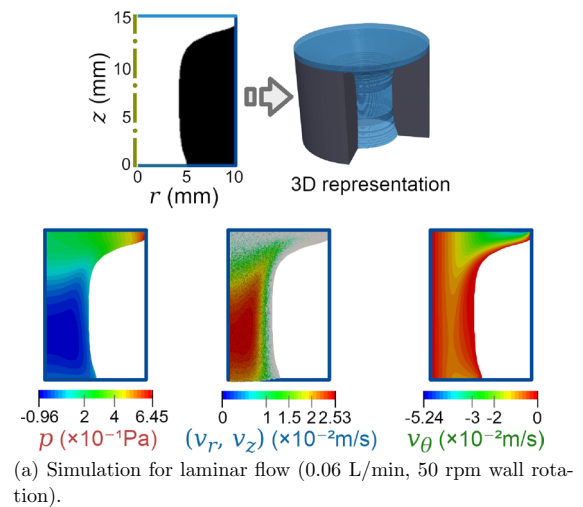 15
10
5
0
z (mm)
0 5 10
r (mm)
3D representation
-0.96 2 4 6.45
p (×10⁻¹Pa)
0 1 1.5 2 2.53
(vᵣ, v_z) (×10⁻²m/s)
-5.24 -3 -2 0
v_θ (×10⁻²m/s)
(a) Simulation for laminar flow (0.06 L/min, 50 rpm wall rota-
tion).